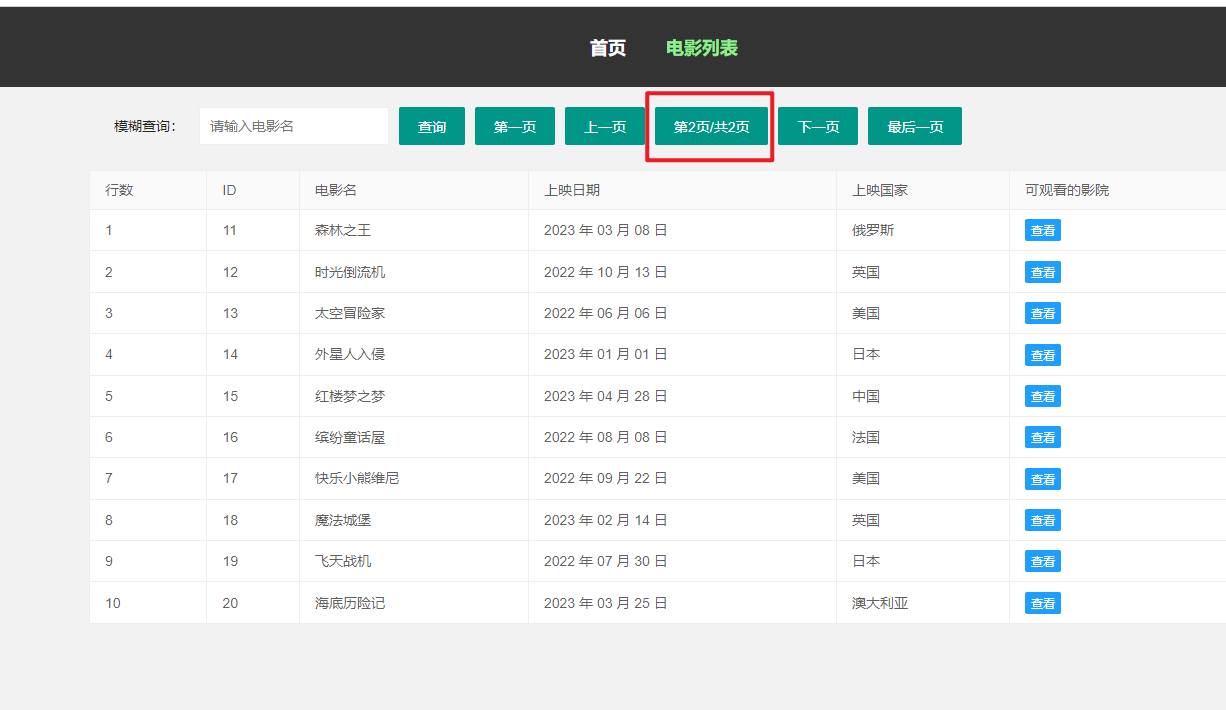 首页 电影列表
模糊查询： 请输入电影名 查询 第一页 上一页 第2页/共2页 下一页 最后一页
行数 ID 电影名 上映日期 上映国家 可观看的影院
1 11 森林之王 2023 年 03 月 08 日 俄罗斯 查看
2 12 时光倒流机 2022 年 10 月 13 日 英国 查看
3 13 太空冒险家 2022 年 06 月 06 日 美国 查看
4 14 外星人入侵 2023 年 01 月 01 日 日本 查看
5 15 红楼梦之梦 2023 年 04 月 28 日 中国 查看
6 16 缤纷童话屋 2022 年 08 月 08 日 法国 查看
7 17 快乐小熊维尼 2022 年 09 月 22 日 美国 查看
8 18 魔法城堡 2023 年 02 月 14 日 英国 查看
9 19 飞天战机 2022 年 07 月 30 日 日本 查看
10 20 海底历险记 2023 年 03 月 25 日 澳大利亚 查看